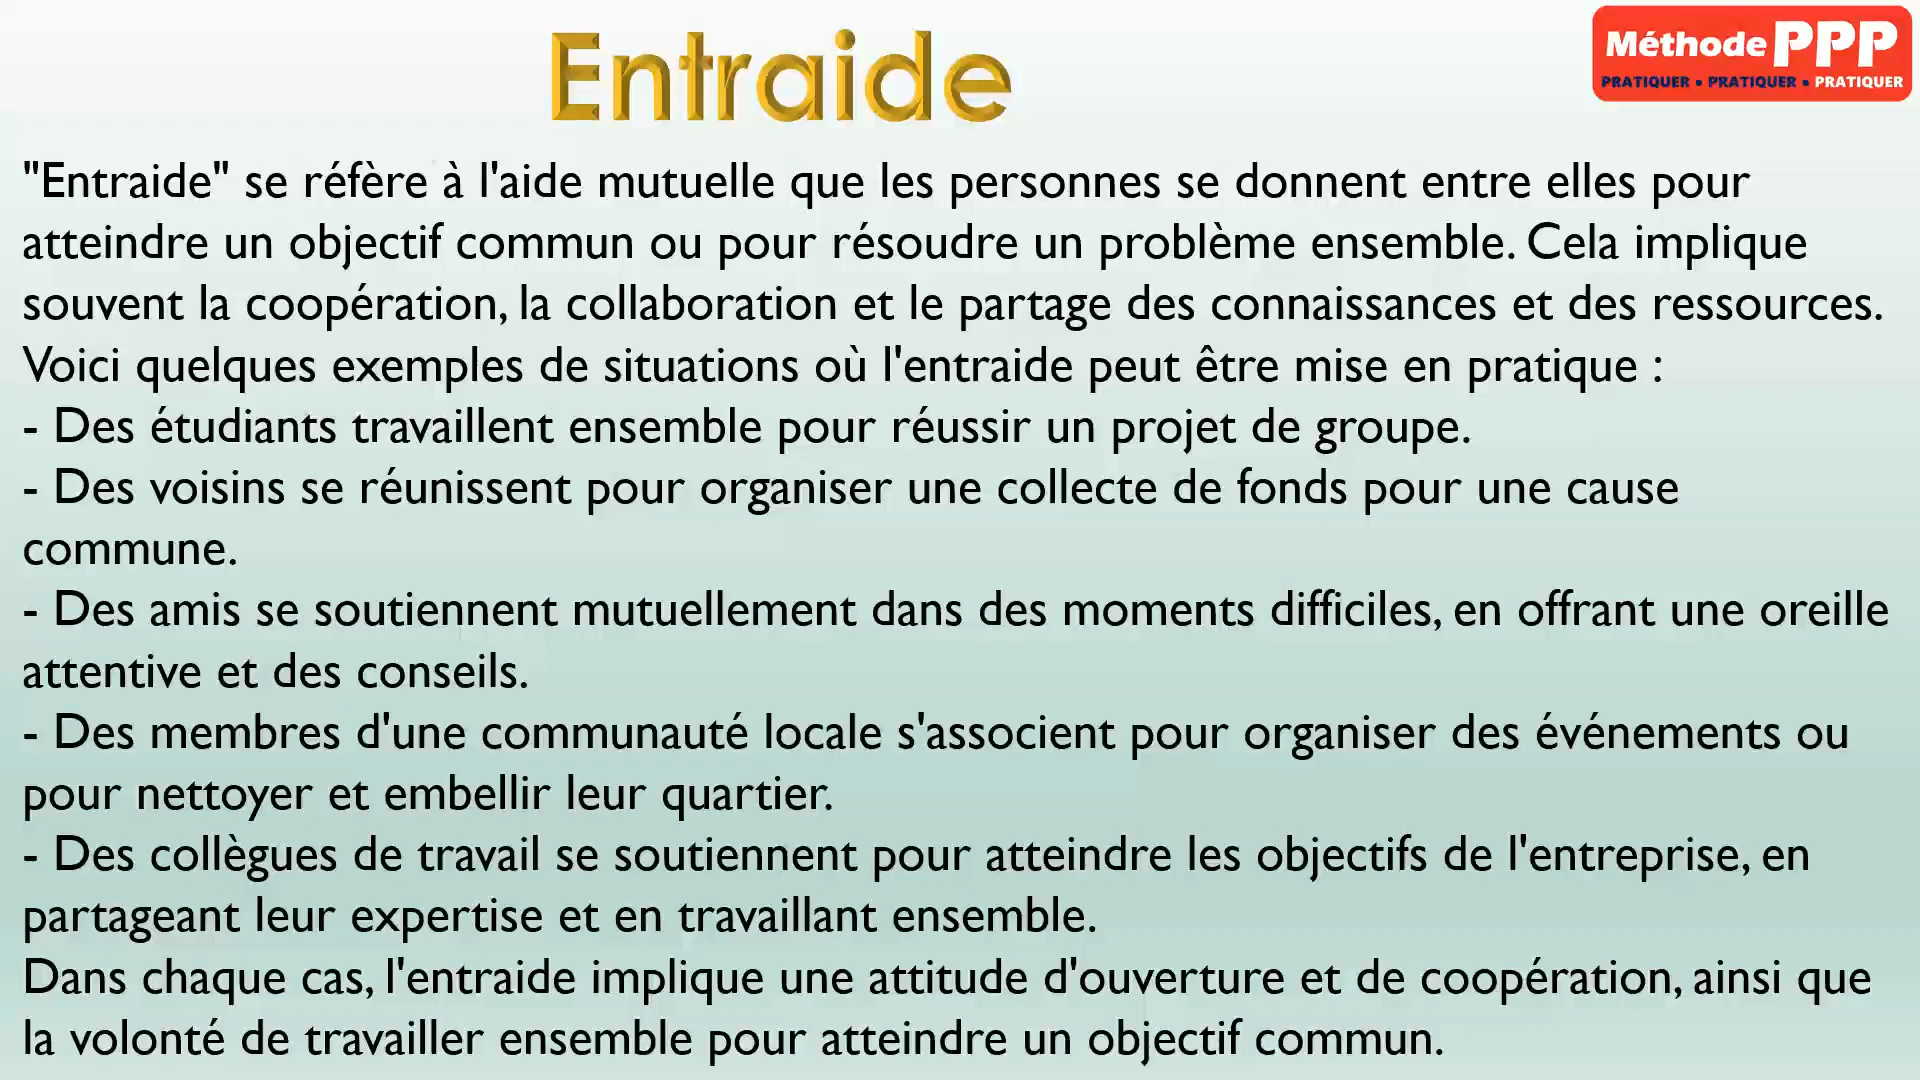 Entraide
Méthode PPP
PRATIQUER • PRATIQUER • PRATIQUER
"Entraide" se réfère à l'aide mutuelle que les personnes se donnent entre elles pour
atteindre un objectif commun ou pour résoudre un problème ensemble. Cela implique
souvent la coopération, la collaboration et le partage des connaissances et des ressources.
Voici quelques exemples de situations où l'entraide peut être mise en pratique :
- Des étudiants travaillent ensemble pour réussir un projet de groupe.
- Des voisins se réunissent pour organiser une collecte de fonds pour une cause
commune.
- Des amis se soutiennent mutuellement dans des moments difficiles, en offrant une oreille
attentive et des conseils.
- Des membres d'une communauté locale s'associent pour organiser des événements ou
pour nettoyer et embellir leur quartier.
- Des collègues de travail se soutiennent pour atteindre les objectifs de l'entreprise, en
partageant leur expertise et en travaillant ensemble.
Dans chaque cas, l'entraide implique une attitude d'ouverture et de coopération, ainsi que
la volonté de travailler ensemble pour atteindre un objectif commun.